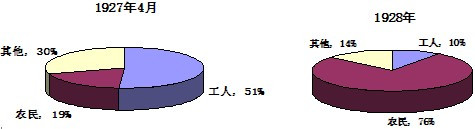 1927年4月
其他，30%
工人，51%
农民，19%
1928年
其他，14%
工人，10%
农民，76%